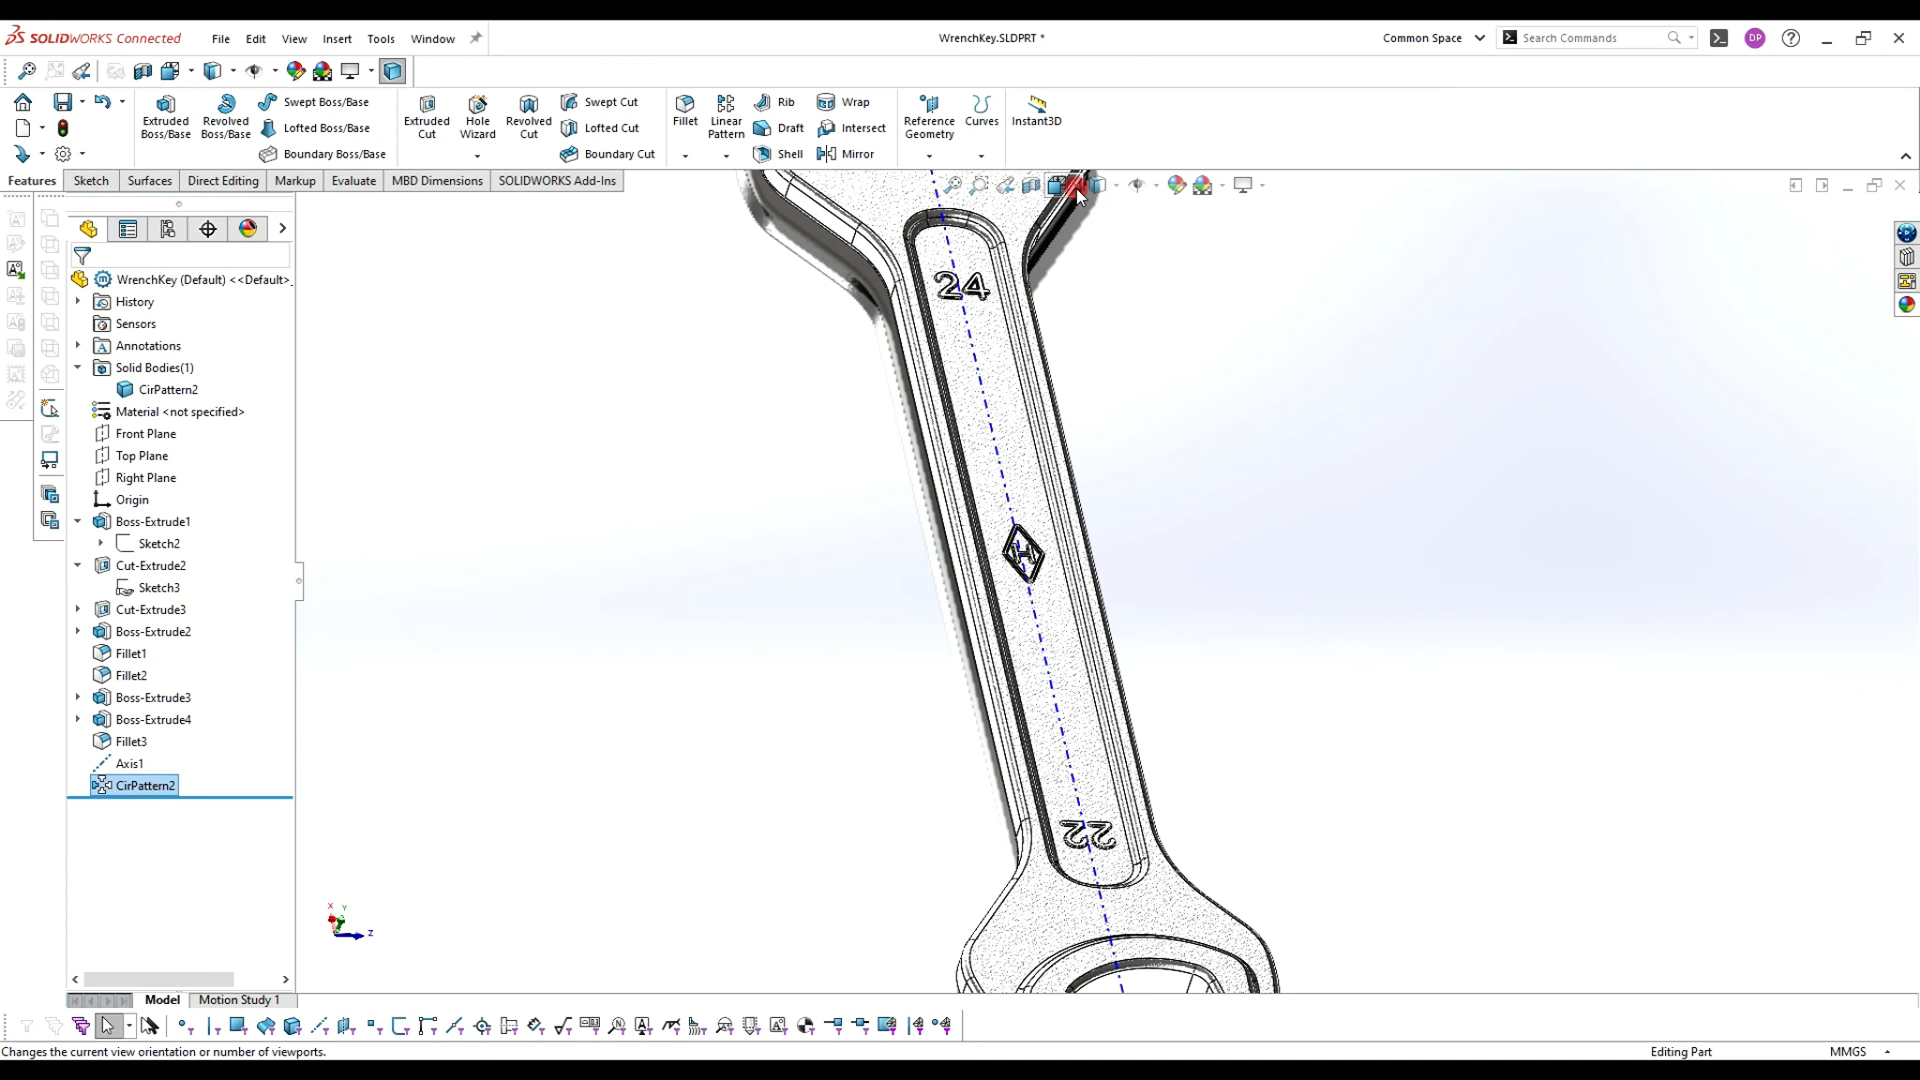 SOLIDWORKS Connected File Edit View Insert Tools Window WrenchKey.SLDPRT * Common Space Search Commands DP
Extruded Boss/Base
Revolved Boss/Base
Swept Boss/Base
Lofted Boss/Base
Boundary Boss/Base
Extruded Cut
Hole Wizard
Revolved Cut
Swept Cut
Lofted Cut
Boundary Cut
Fillet
Linear Pattern
Rib
Draft
Shell
Wrap
Intersect
Mirror
Reference Geometry
Curves
Instant3D
Features Sketch Surfaces Direct Editing Markup Evaluate MBD Dimensions SOLIDWORKS Add-Ins
WrenchKey (Default) <<Default>_
History
Sensors
Annotations
Solid Bodies(1)
CirPattern2
Material <not specified>
Front Plane
Top Plane
Right Plane
Origin
Boss-Extrude1
Sketch2
Cut-Extrude2
Sketch3
Cut-Extrude3
Boss-Extrude2
Fillet1
Fillet2
Boss-Extrude3
Boss-Extrude4
Fillet3
Axis1
CirPattern2
24
H
22
X Y
Z
Model Motion Study 1
Changes the current view orientation or number of viewports. Editing Part MMGS